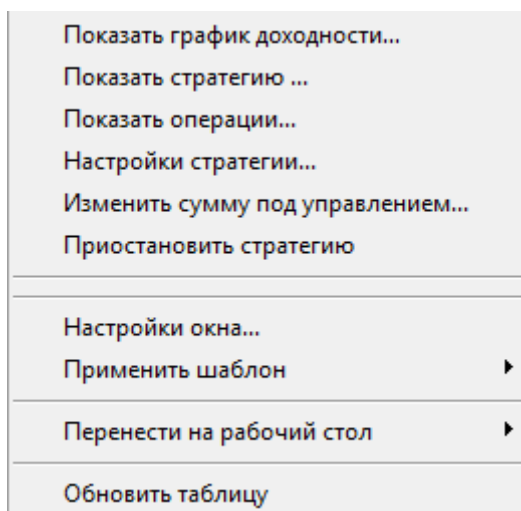 Показать график доходности...
Показать стратегию ...
Показать операции...
Настройки стратегии...
Изменить сумму под управлением...
Приостановить стратегию
Настройки окна...
Применить шаблон
Перенести на рабочий стол
Обновить таблицу